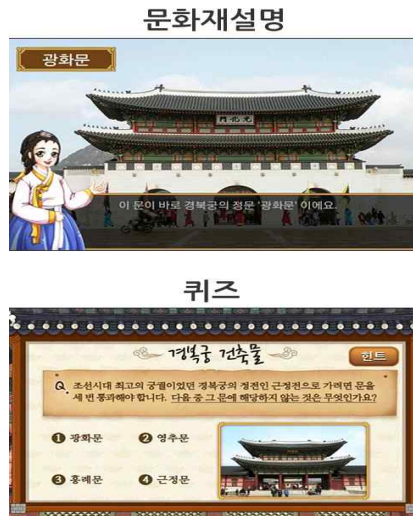 문화재설명
광화문
門化光
이 문이 바로 경복궁의 정문 '광화문' 이에요.
퀴즈
경복궁 건축물
힌트
Q. 조선시대 최고의 궁궐이었던 경복궁의 정전인 근정전으로 가려면 문을
세 번 통과해야 합니다. 다음 중 그 문에 해당하지 않는 것은 무엇인가요?
❶ 광화문 ❷ 영추문
❸ 흥례문 ❹ 근정문